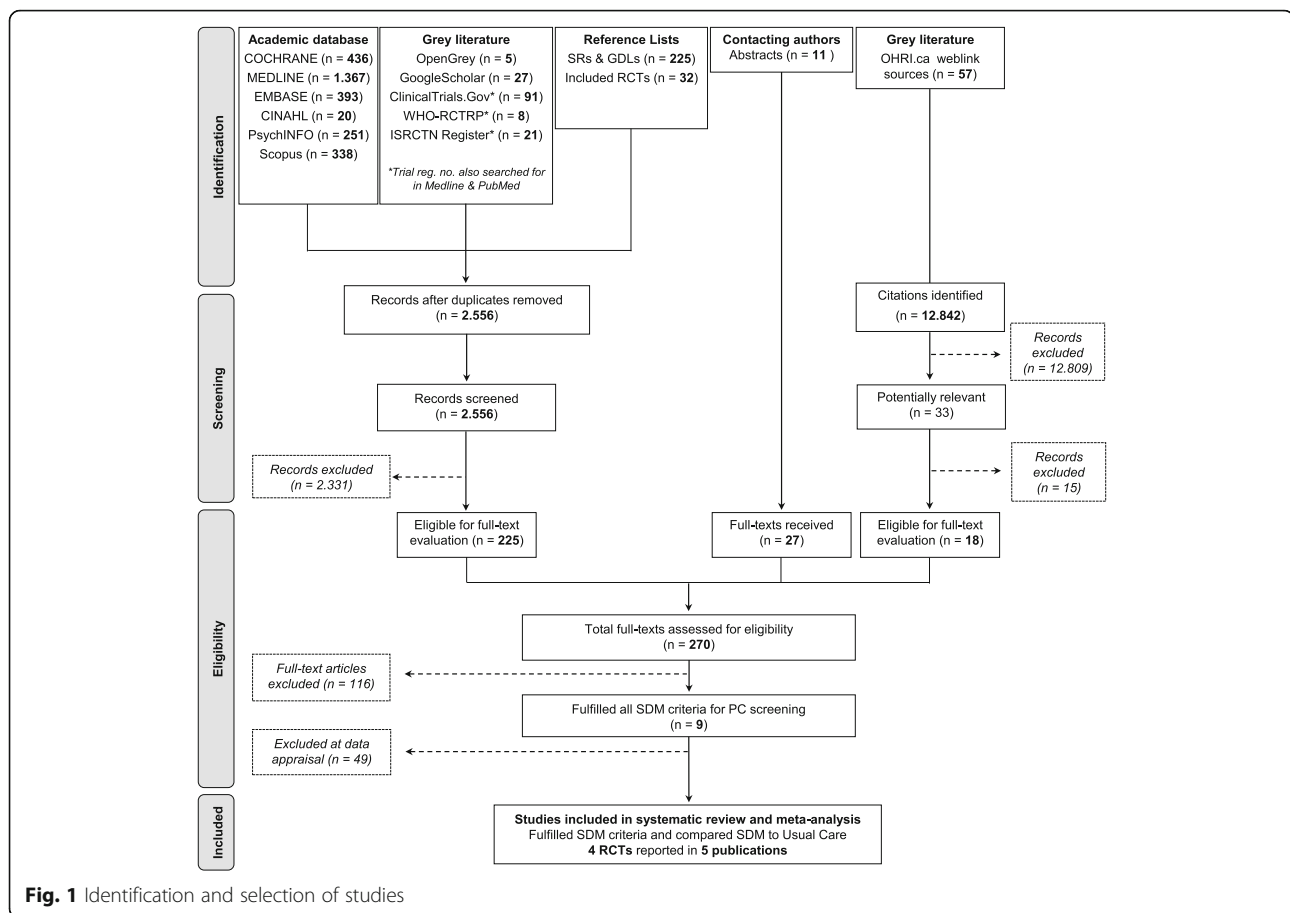 Identification
Screening
Eligibility
Included
Academic database
COCHRANE (n = 436)
MEDLINE (n = 1.367)
EMBASE (n = 393)
CINAHL (n = 20)
PsychINFO (n = 251)
Scopus (n = 338)
Grey literature
OpenGrey (n = 5)
GoogleScholar (n = 27)
ClinicalTrials.Gov* (n = 91)
WHO-RCTRP* (n = 8)
ISRCTN Register* (n = 21)
*Trial reg. no. also searched for
in Medline & PubMed
Reference Lists
SRs & GDLs (n = 225)
Included RCTs (n = 32)
Contacting authors
Abstracts (n = 11 )
Grey literature
OHRI.ca weblink
sources (n = 57)
Records after duplicates removed
(n = 2.556)
Citations identified
(n = 12.842)
Records
excluded
(n = 12.809)
Records screened
(n = 2.556)
Potentially relevant
(n = 33)
Records excluded
(n = 2.331)
Records
excluded
(n = 15)
Eligible for full-text
evaluation (n = 225)
Full-texts received
(n = 27)
Eligible for full-text
evaluation (n = 18)
Total full-texts assessed for eligibility
(n = 270)
Full-text articles
excluded (n = 116)
Fulfilled all SDM criteria for PC screening
(n = 9)
Excluded at data
appraisal (n = 49)
Studies included in systematic review and meta-analysis
Fulfilled SDM criteria and compared SDM to Usual Care
4 RCTs reported in 5 publications
Fig. 1 Identification and selection of studies